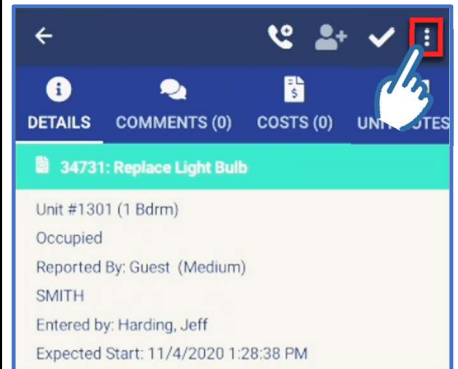 DETAILS COMMENTS (0) COSTS (0)
34731: Replace Light Bulb
Unit #1301 (1 Bdrm)
Occupied
Reported By: Guest (Medium)
SMITH
Entered by: Harding, Jeff
Expected Start: 11/4/2020 1:28:38 PM